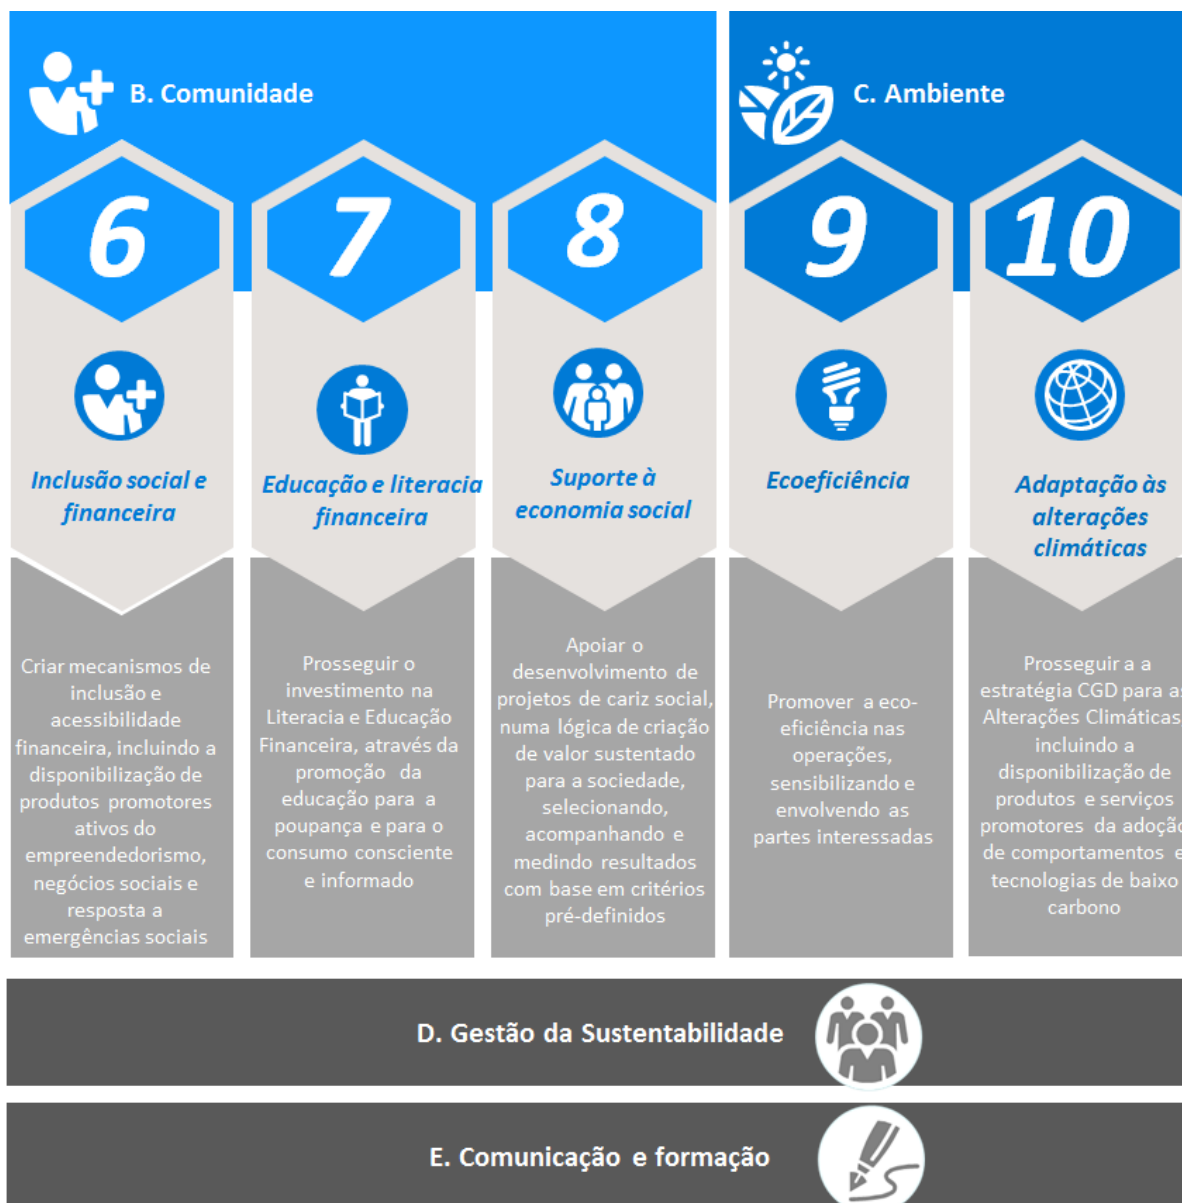 B. Comunidade
C. Ambiente
6
7
8
9
10
Inclusão social e
financeira
Educação e literacia
financeira
Suporte à
economia social
Ecoeficiência
Adaptação às
alterações
climáticas
Criar mecanismos de
inclusão e
acessibilidade
financeira, incluindo a
disponibilização de
produtos promotores
ativos do
empreendedorismo,
negócios sociais e
resposta a
emergências sociais
Prosseguir o
investimento na
Literacia e Educação
Financeira, através da
promoção da
educação para a
poupança e para o
consumo consciente
e informado
Apoiar o
desenvolvimento de
projetos de cariz social,
numa lógica de criação
de valor sustentado
para a sociedade,
selecionando,
acompanhando e
medindo resultados
com base em critérios
pré-definidos
Promover a eco-
eficiência nas
operações,
sensibilizando e
envolvendo as
partes interessadas
Prosseguir a a
estratégia CGD para as
Alterações Climáticas
incluindo a
disponibilização de
produtos e serviços
promotores da adoção
de comportamentos e
tecnologias de baixo
carbono
D. Gestão da Sustentabilidade
E. Comunicação e formação